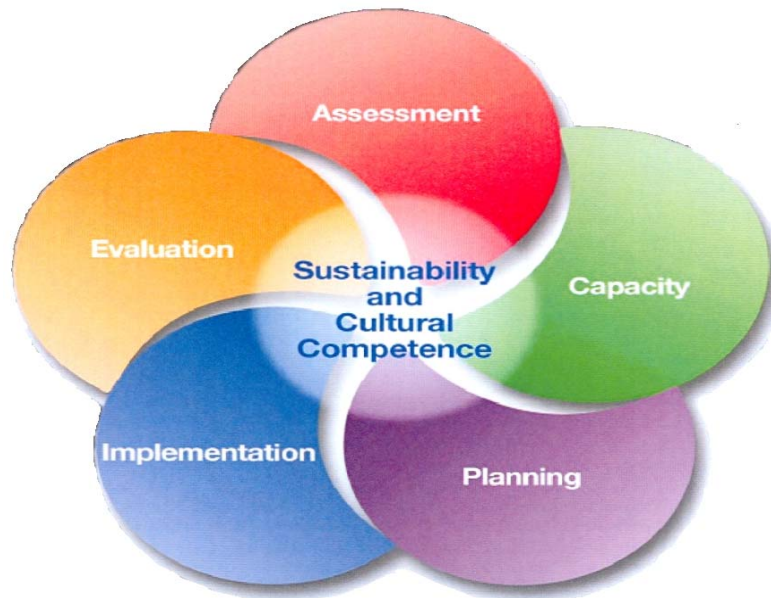 Assessment
Capacity
Planning
Implementation
Evaluation
Sustainability
and
Cultural
Competence